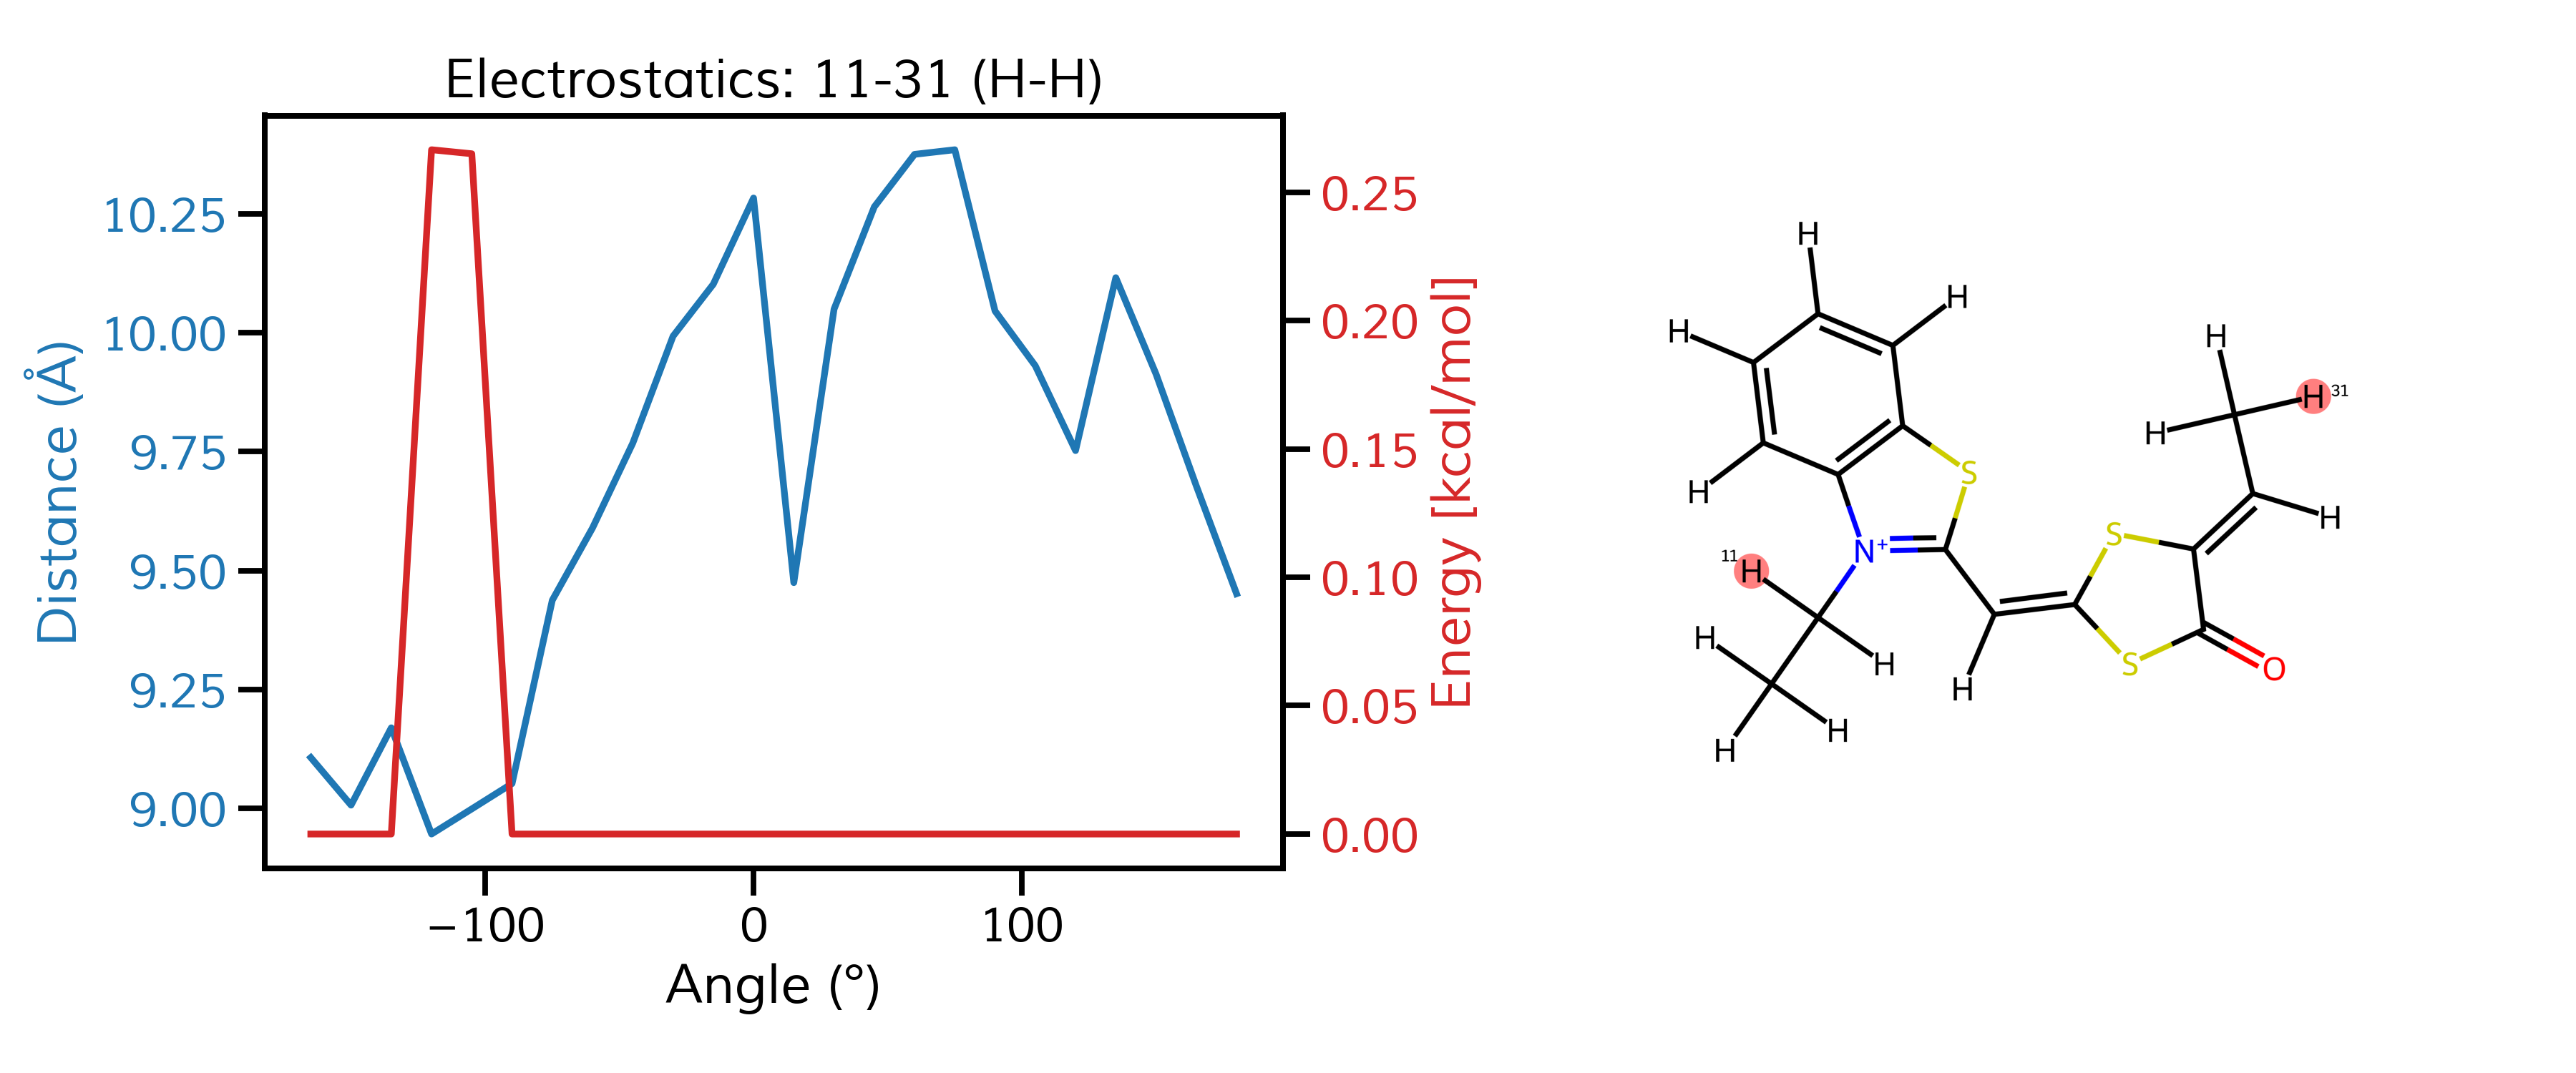 Electrostatics: 11-31 (H-H)
Distance (Å)
10.25
10.00
9.75
9.50
9.25
9.00
0.25
0.20
0.15
0.10
0.05
0.00
Energy [kcal/mol]
−100
0
100
Angle (°)
H
H
H
H
H
H
H 31
S
H
H
S
N+
11 H
H
H
S
O
H
H
H